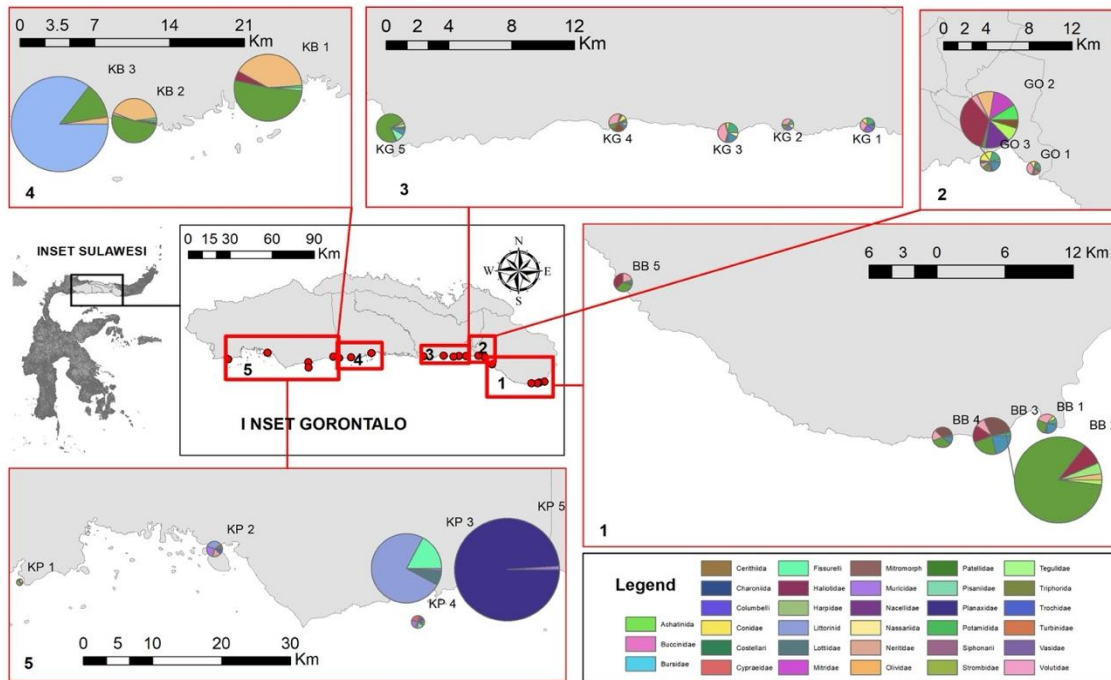 0 3.5 7 14 21
Km
KB 1
KB 3
KB 2
4
0 2 4 8 12
Km
KG 5
KG 4
KG 3
KG 2
KG 1
3
0 2 4 8 12
Km
GO 2
GO 3
GO 1
2
INSET SULAWESI
0 15 30 60 90
Km
N
W E
S
5
4
3
2
1
I NSET GORONTALO
6 3 0 6 12
Km
BB 5
BB 4
BB 3
BB 1
BB
1
KP 1
KP 2
KP 3
KP 5
KP 4
0 5 10 20 30
Km
5
Legend
Achatinida
Buccinidae
Bursidae
Cerithiida
Charoniida
Columbelli
Conidae
Costellari
Cypraeidae
Fissurelli
Haliotidae
Harpidae
Littorinid
Lottiidae
Mitridae
Mitromorph
Muricidae
Nacellidae
Nassariida
Neritidae
Olividae
Patellidae
Pisaniidae
Planaxidae
Potamidida
Siphonarii
Strombidae
Tegulidae
Triphorida
Trochidae
Turbinidae
Vasidae
Volutidae